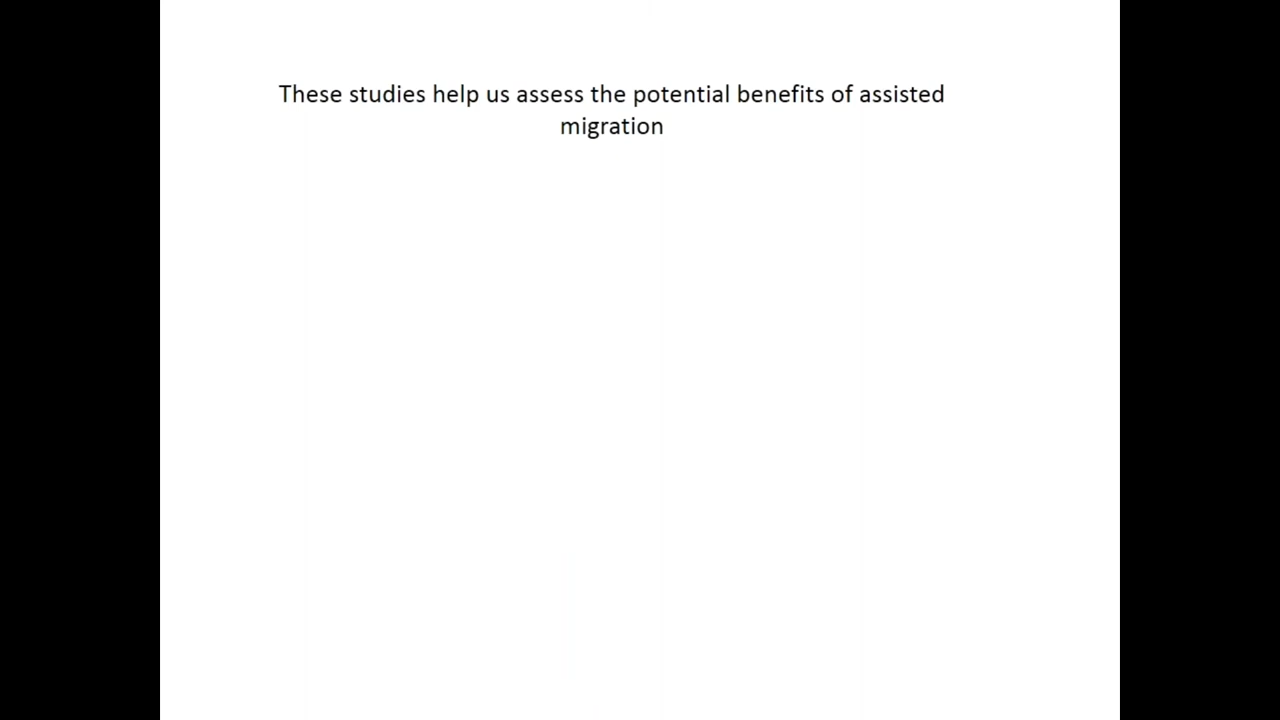 These studies help us assess the potential benefits of assisted
migration